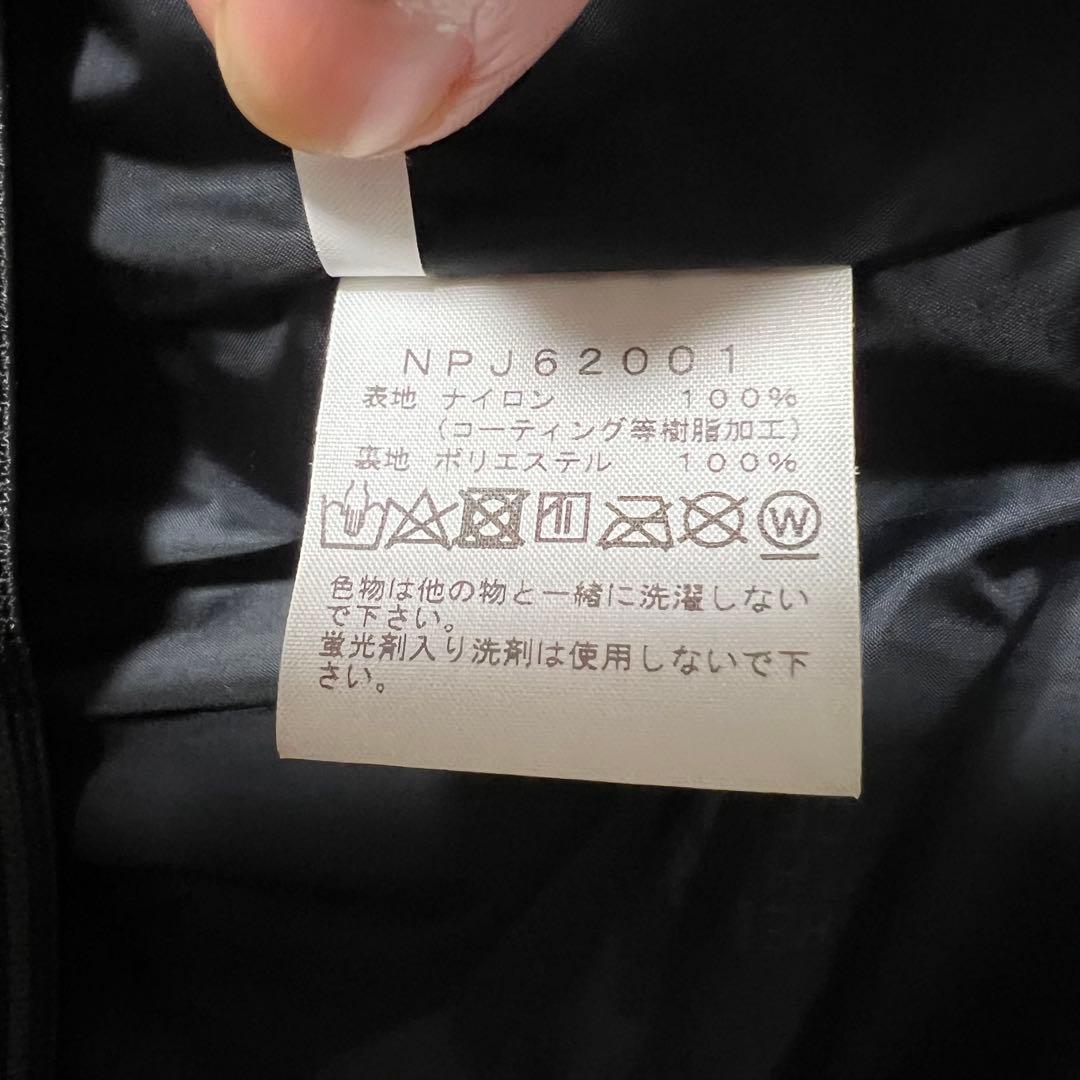 NPJ62001
表地 ナイロン 100%
(コーティング等樹脂加工)
裏地 ポリエステル 100%
W
色物は他の物と一緒に洗濯しない
で下さい。
蛍光剤入り洗剤は使用しないで下
さい。